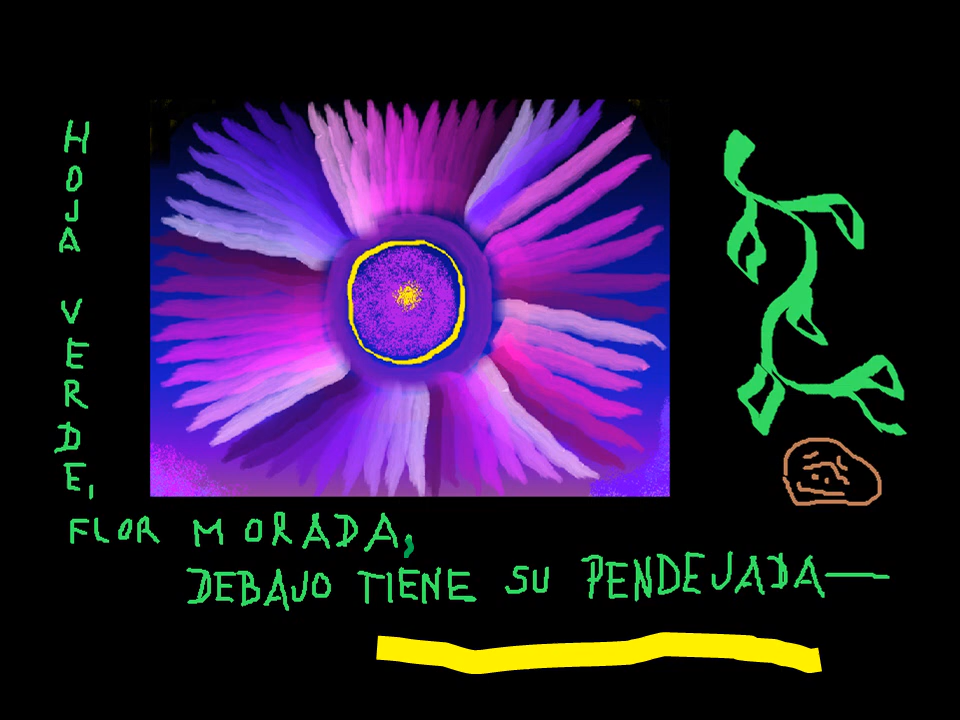 HOJA VERDE,
FLOR MORADA;
DEBAJO TIENE SU PENDEJADA—